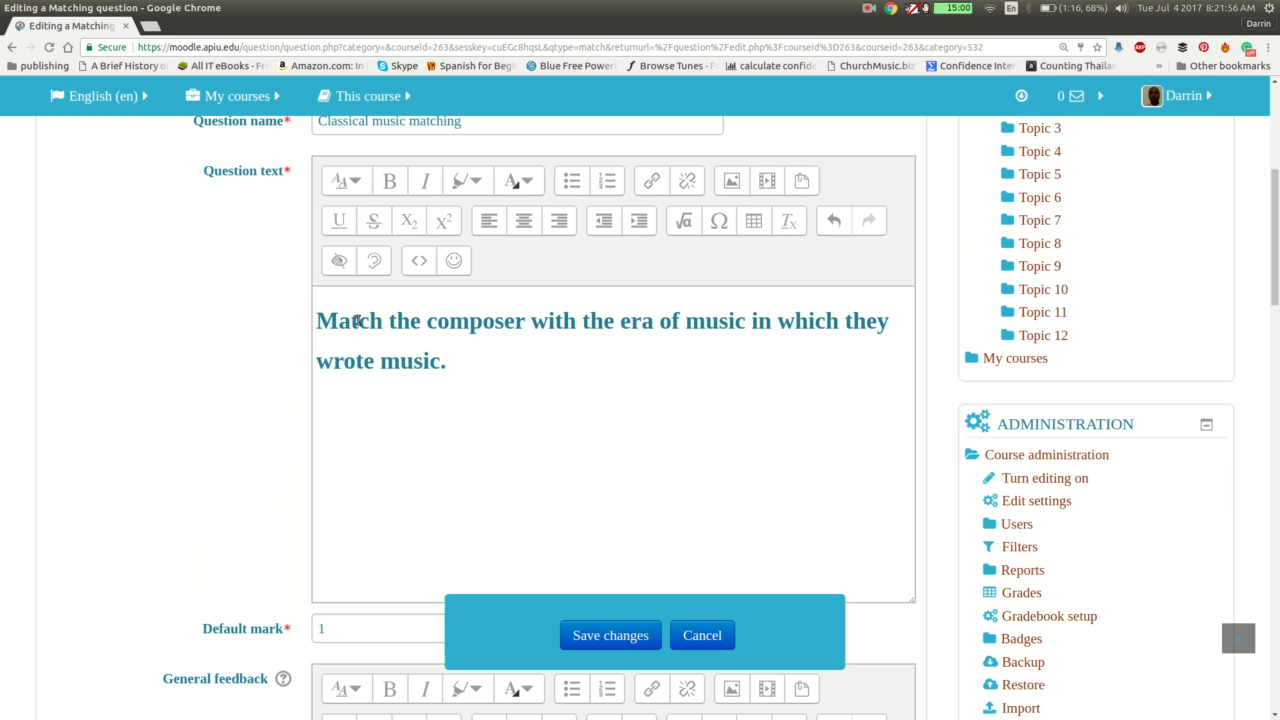 Editing a Matching question - Google Chrome
15:00
En
(1:16, 68%)
Tue Jul 4 2017 8:21:56 AM
Editing a Matching
Darrin
Secure
https://moodle.apiu.edu/question/question.php?category=&courseid=263&sesskey=cuEGc8hqsL&qtype=match&returnurl=%2Fquestion%2Fedit.php%3Fcourseid%3D263&courseid=263&category=532
publishing
A Brief History o
All IT eBooks - Fr
Amazon.com: In
Skype
Spanish for Begi
Blue Free Power
Browse Tunes - F
calculate confid
ChurchMusic.biz
Confidence Inter
Counting Thailan
»
Other bookmarks
English (en)
My courses
This course
0
Darrin
Question name*
Classical music matching
Question text*
Match the composer with the era of music in which they
wrote music.
Default mark*
1
Save changes
Cancel
General feedback
Topic 3
Topic 4
Topic 5
Topic 6
Topic 7
Topic 8
Topic 9
Topic 10
Topic 11
Topic 12
My courses
ADMINISTRATION
Course administration
Turn editing on
Edit settings
Users
Filters
Reports
Grades
Gradebook setup
Badges
Backup
Restore
Import